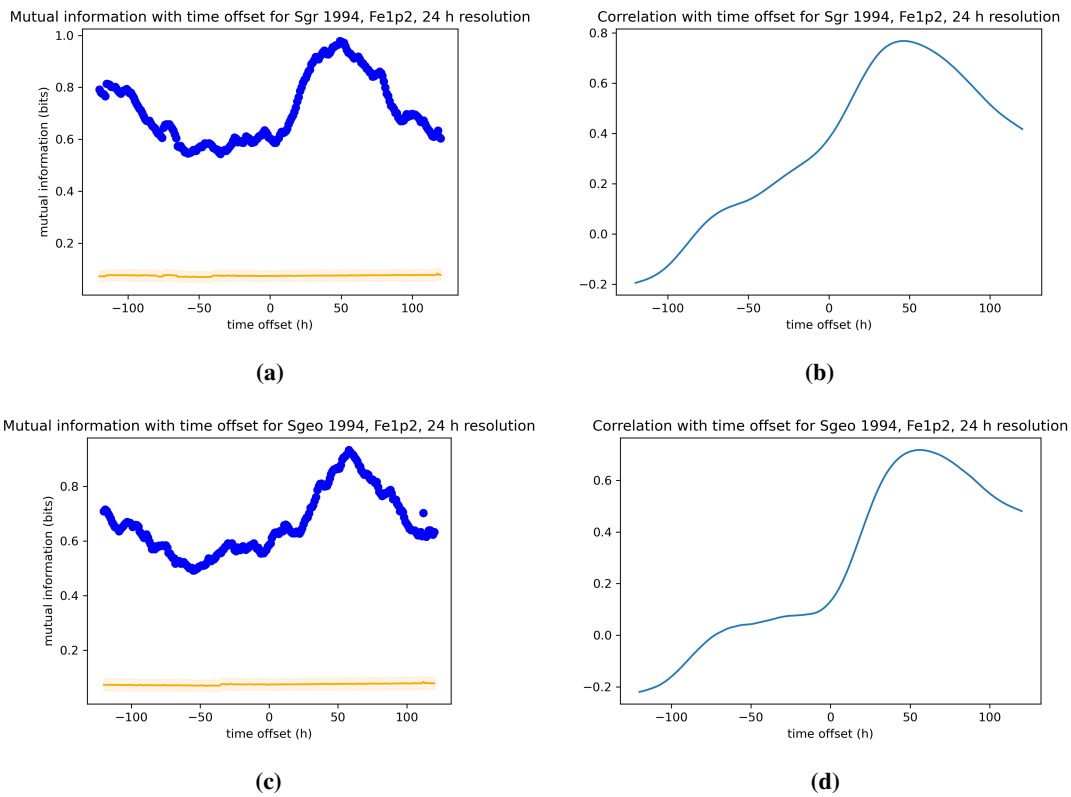 Mutual information with time offset for Sgr 1994, Fe1p2, 24 h resolution
mutual information (bits)
1.0
0.8
0.6
0.4
0.2
−100 −50 0 50 100
time offset (h)
(a)
Correlation with time offset for Sgr 1994, Fe1p2, 24 h resolution
0.8
0.6
0.4
0.2
0.0
−0.2
−100 −50 0 50 100
time offset (h)
(b)
Mutual information with time offset for Sgeo 1994, Fe1p2, 24 h resolution
mutual information (bits)
0.8
0.6
0.4
0.2
−100 −50 0 50 100
time offset (h)
(c)
Correlation with time offset for Sgeo 1994, Fe1p2, 24 h resolution
0.6
0.4
0.2
0.0
−0.2
−100 −50 0 50 100
time offset (h)
(d)